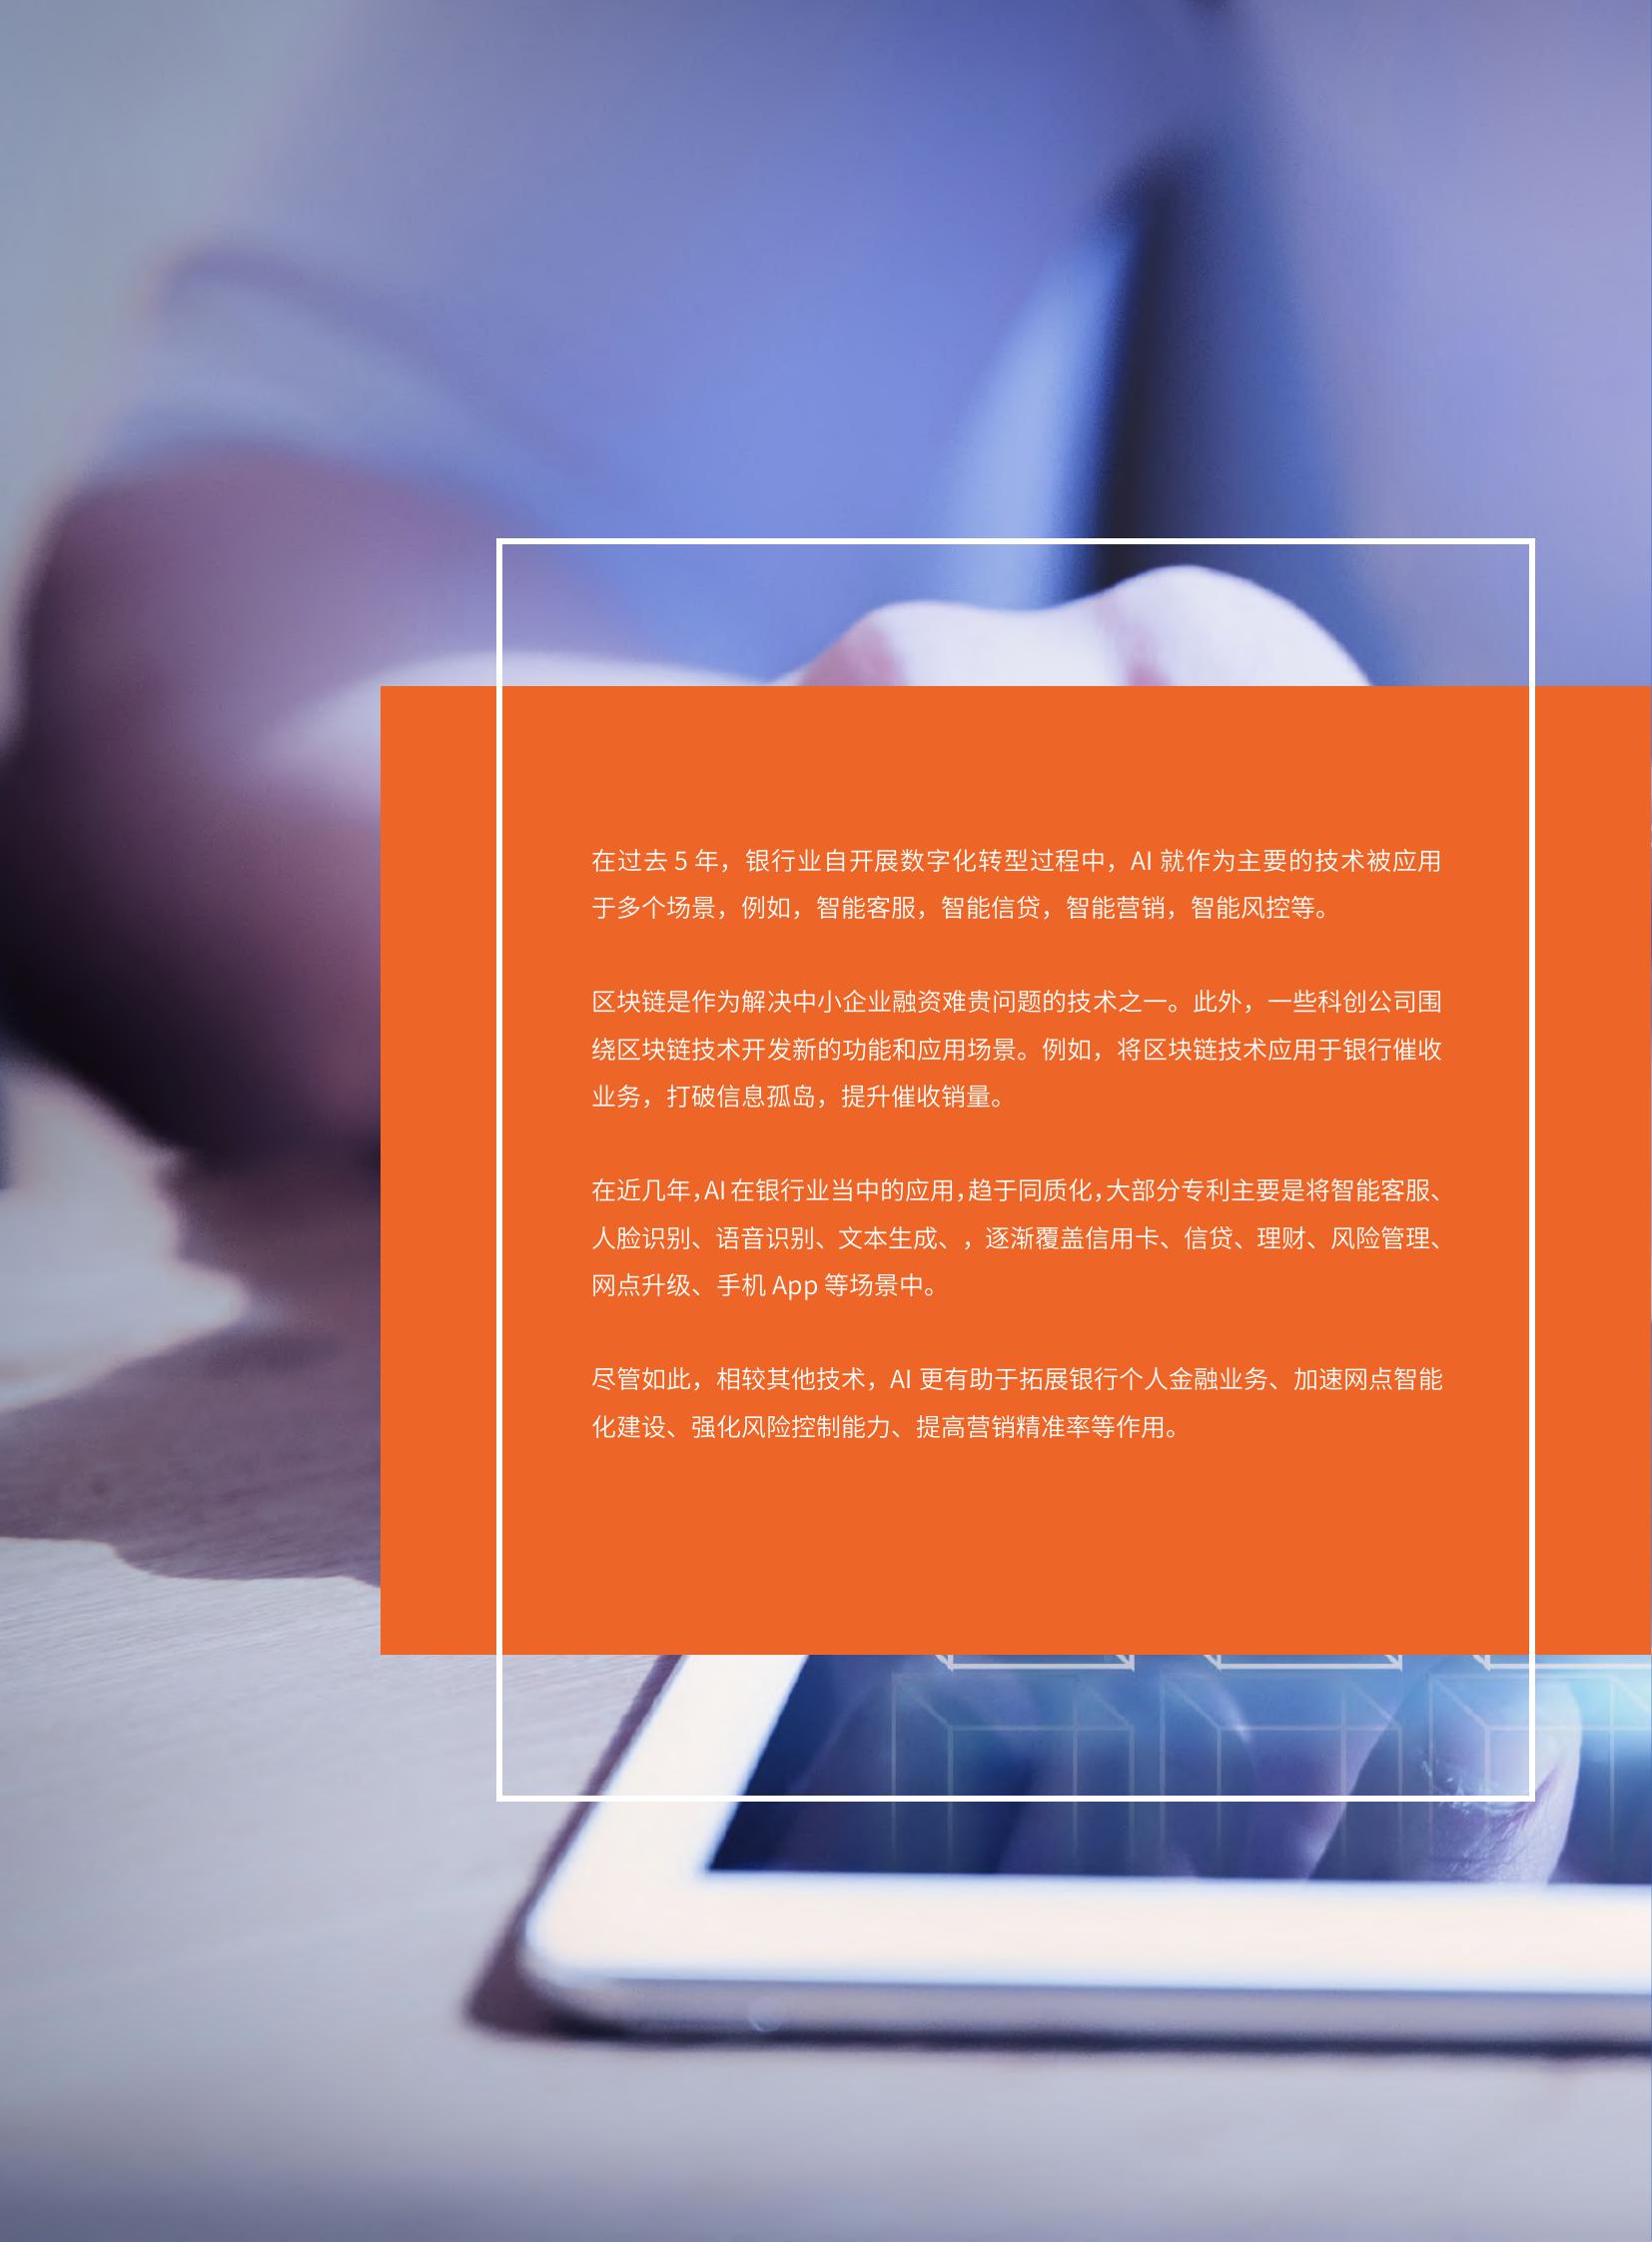 在过去 5 年，银行业自开展数字化转型过程中，AI 就作为主要的技术被应用
于多个场景，例如，智能客服，智能信贷，智能营销，智能风控等。
区块链是作为解决中小企业融资难贵问题的技术之一。此外，一些科创公司围
绕区块链技术开发新的功能和应用场景。例如，将区块链技术应用于银行催收
业务，打破信息孤岛，提升催收销量。
在近几年，AI 在银行业当中的应用，趋于同质化，大部分专利主要是将智能客服、
人脸识别、语音识别、文本生成、，逐渐覆盖信用卡、信贷、理财、风险管理、
网点升级、手机 App 等场景中。
尽管如此，相较其他技术，AI 更有助于拓展银行个人金融业务、加速网点智能
化建设、强化风险控制能力、提高营销精准率等作用。